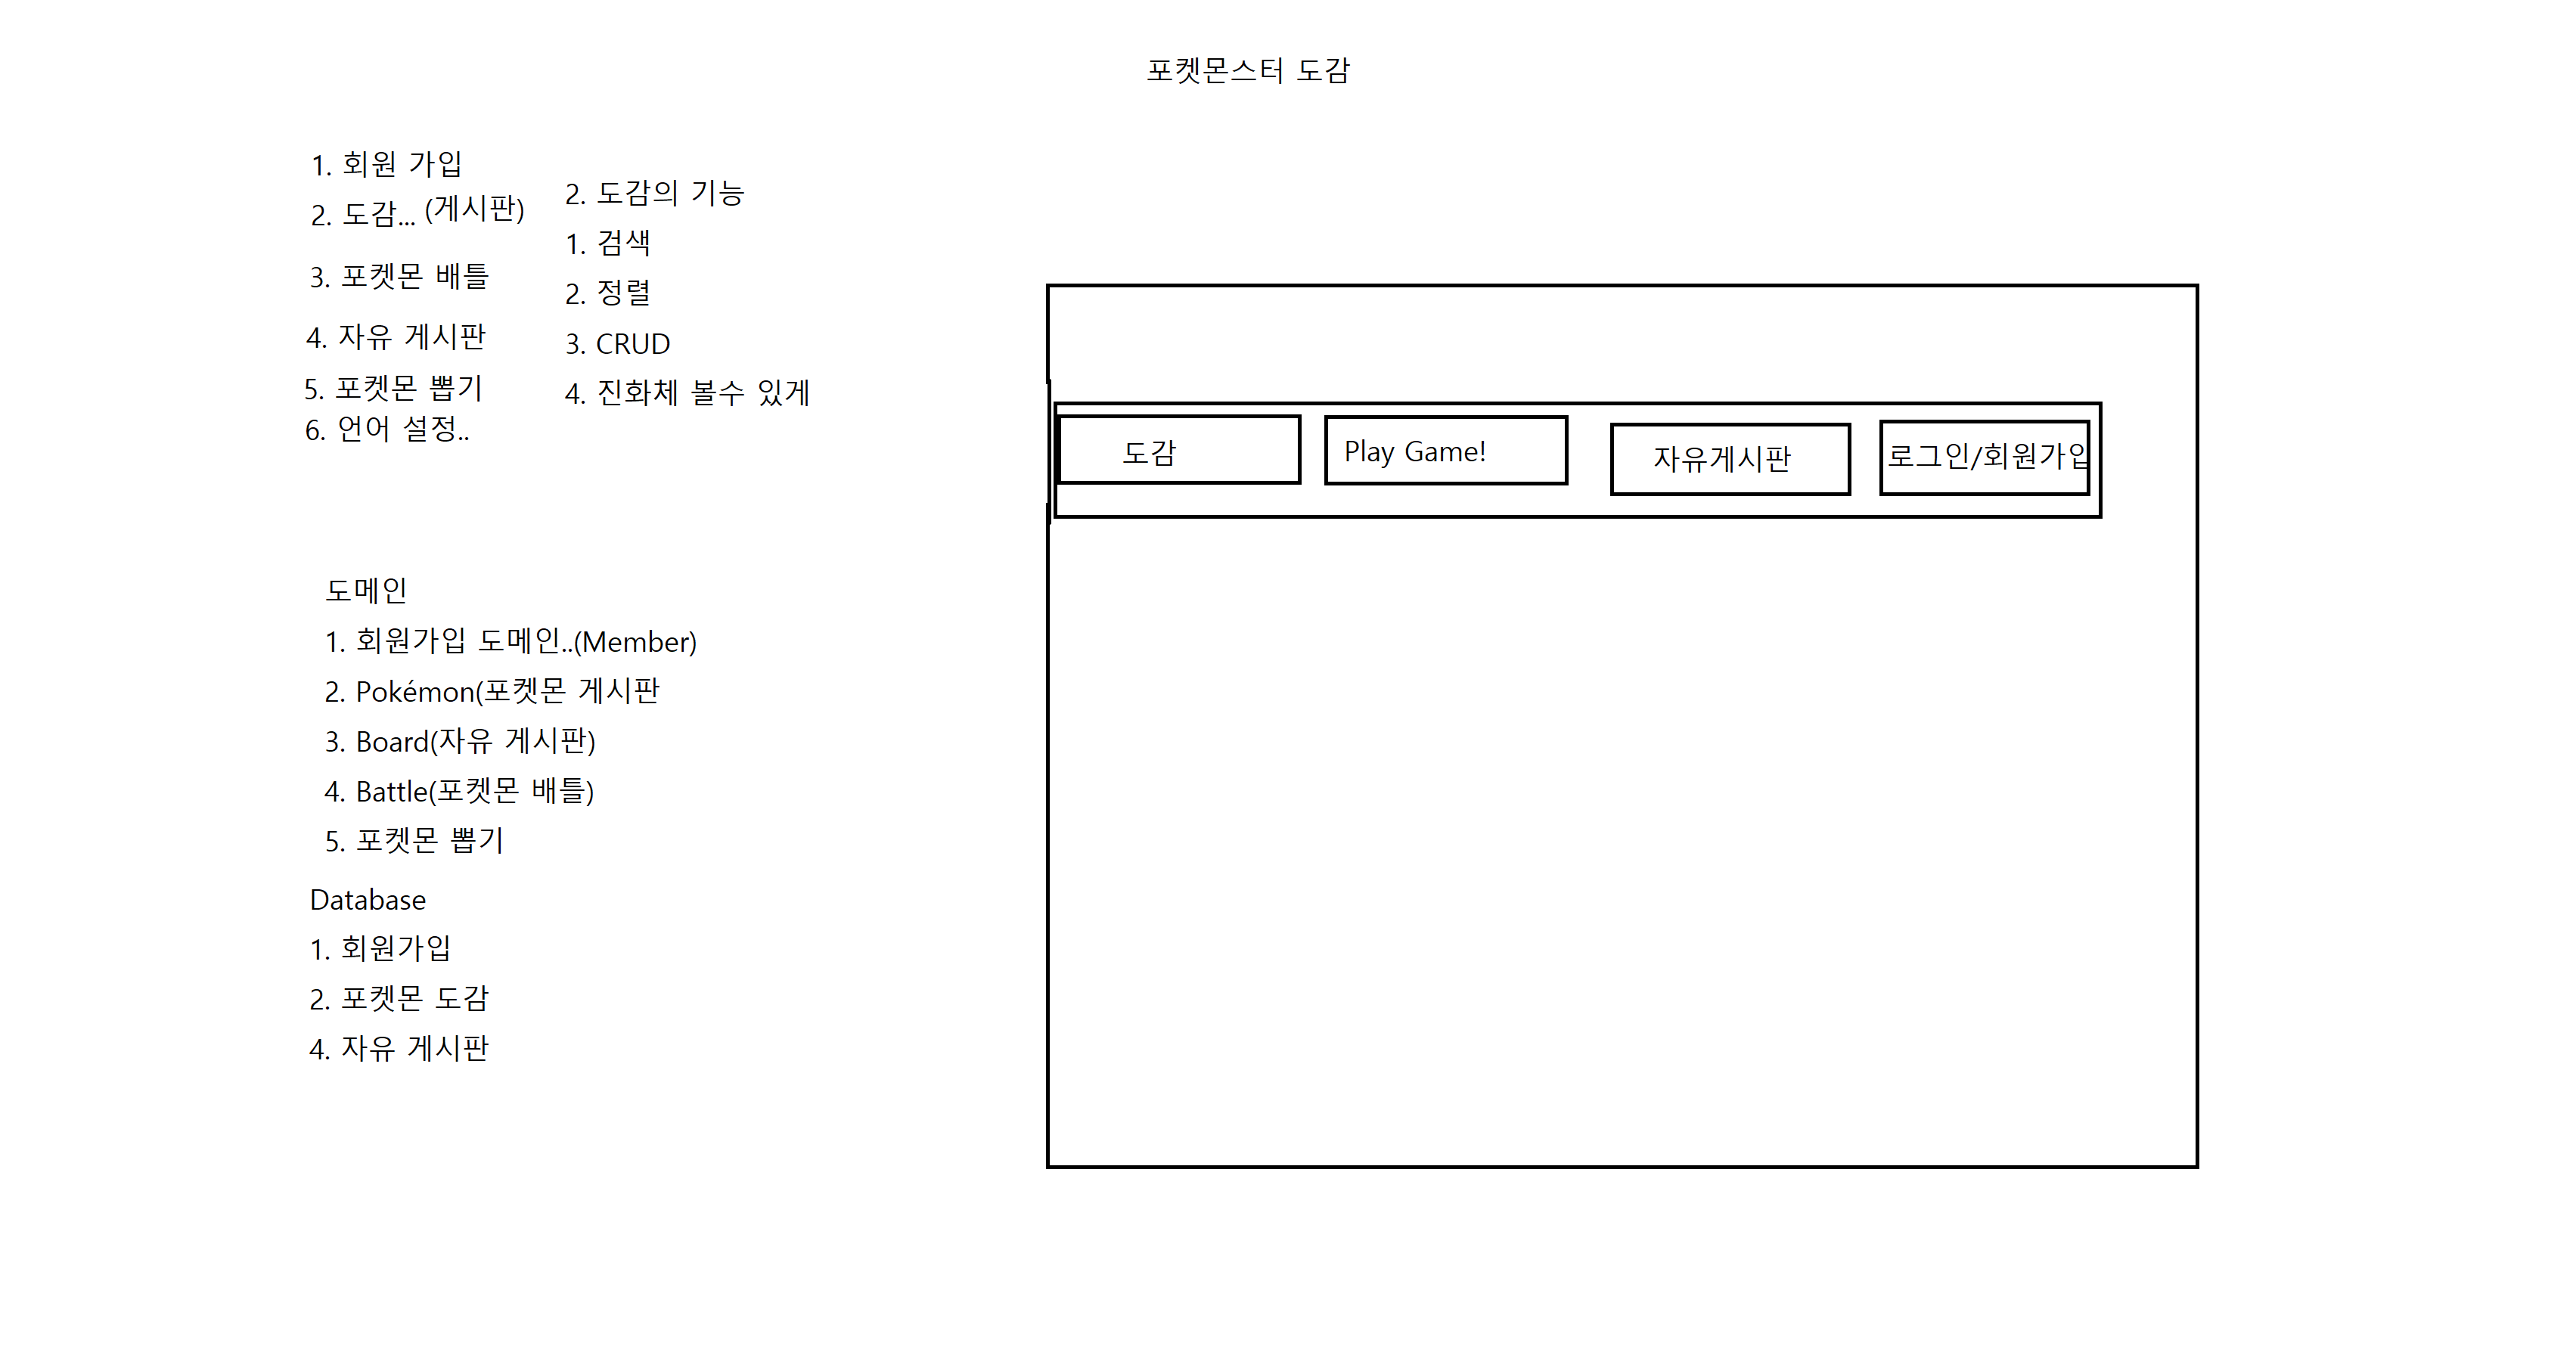 포켓몬스터 도감
1. 회원 가입
2. 도감... (게시판)
3. 포켓몬 배틀
4. 자유 게시판
5. 포켓몬 뽑기
6. 언어 설정..
2. 도감의 기능
1. 검색
2. 정렬
3. CRUD
4. 진화체 볼수 있게
도메인
1. 회원가입 도메인..(Member)
2. Pokémon(포켓몬 게시판
3. Board(자유 게시판)
4. Battle(포켓몬 배틀)
5. 포켓몬 뽑기
Database
1. 회원가입
2. 포켓몬 도감
4. 자유 게시판
도감
Play Game!
자유게시판
로그인/회원가입